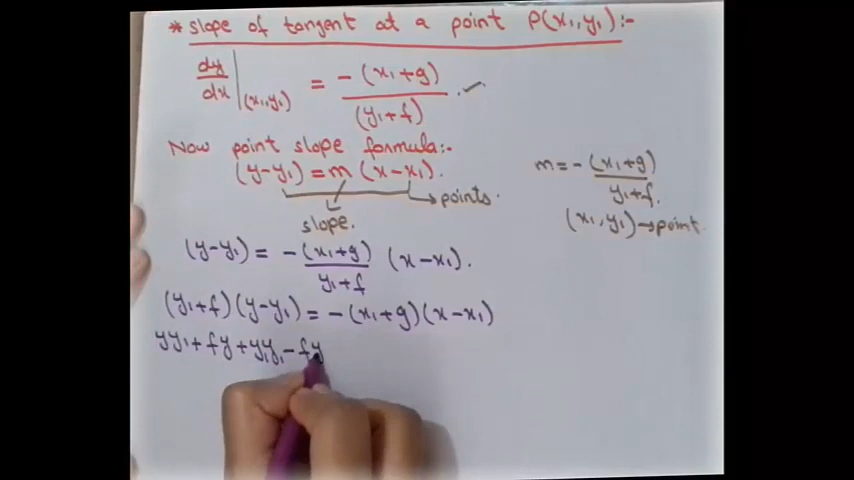 * slope of tangent at a point P(x₁,y₁):-
dy/dx |(x₁,y₁) = -(x₁+g)/(y₁+f).
Now point slope formula:-
(y-y₁) = m (x-x₁).
slope.
points.
m = -(x₁+g)/y₁+f.
(x₁,y₁)→point.
(y-y₁) = -(x₁+g)/y₁+f (x-x₁).
(y₁+f)(y-y₁) = -(x₁+g)(x-x₁)
yy₁+fy+y₁y₁-fy